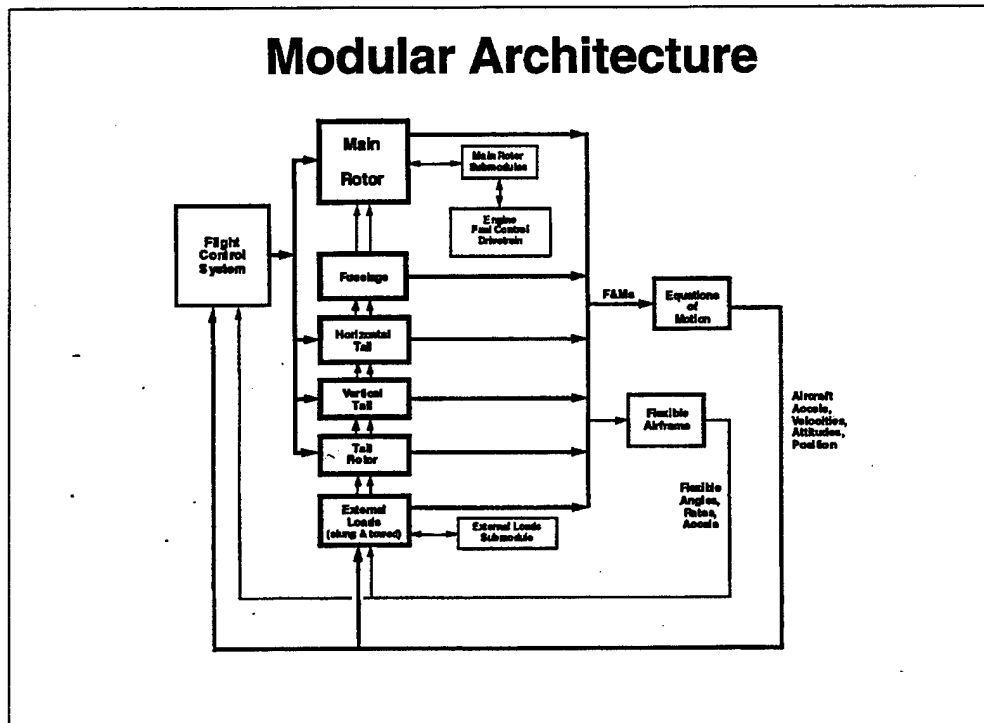 Modular Architecture
Main
Rotor
Main Rotor
Submodules
Engine
Fuel Control
Drivetrain
Flight
Control
System
Fuselage
F&Ms
Equations
of
Motion
Horizontal
Tail
Vertical
Tail
Flexible
Airframe
Aircraft
Accels,
Velocities,
Attitudes,
Position
Tail
Rotor
Flexible
Angles,
Rates,
Accels
External
Loads
(slung & towed)
External Loads
Submodule